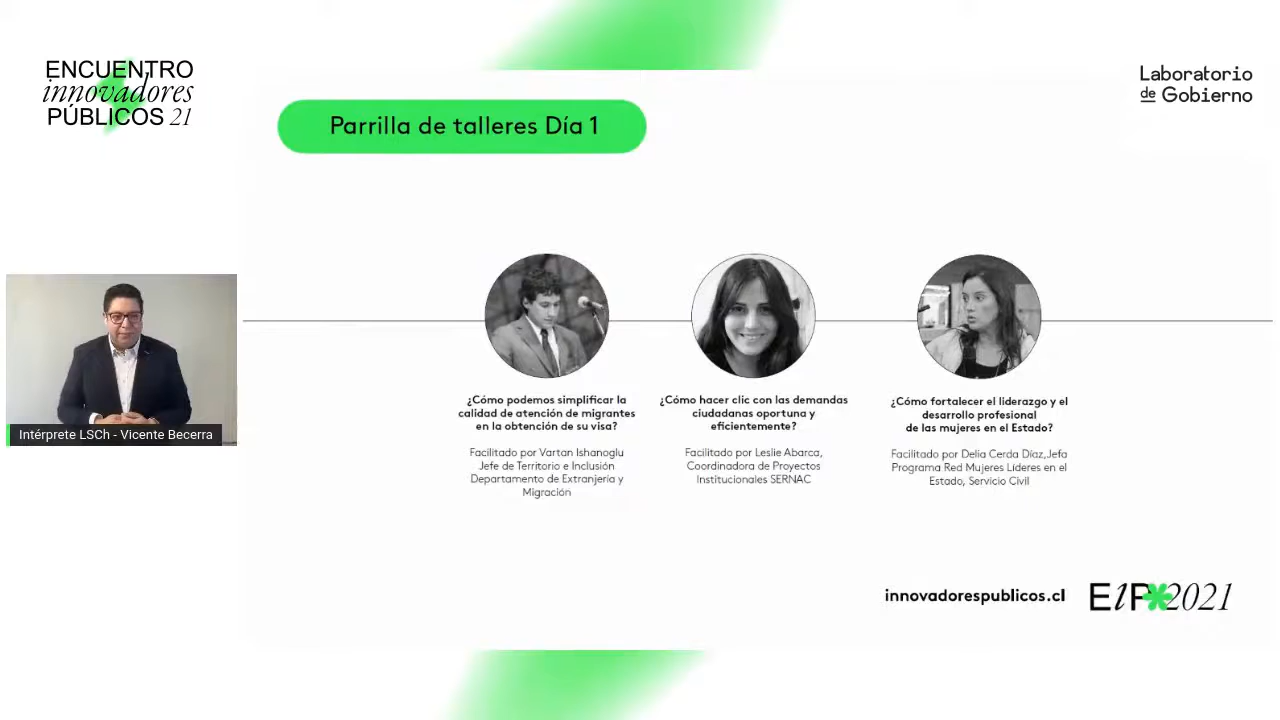 ENCUENTRO
innovadores
PÚBLICOS 21
Laboratorio
de Gobierno
Parrilla de talleres Día 1
¿Cómo podemos simplificar la
calidad de atención de migrantes
en la obtención de su visa?
Facilitado por Vartan Ishanoglu
Jefe de Territorio e Inclusión
Departamento de Extranjería y
Migración
¿Cómo hacer clic con las demandas
ciudadanas oportuna y
eficientemente?
Facilitado por Leslie Abarca,
Coordinadora de Proyectos
Institucionales SERNAC
¿Cómo fortalecer el liderazgo y el
desarrollo profesional
de las mujeres en el Estado?
Facilitado por Delia Cerda Díaz,Jefa
Programa Red Mujeres Líderes en el
Estado, Servicio Civil
Intérprete LSCh - Vicente Becerra
innovadorespublicos.cl
EIP*2021